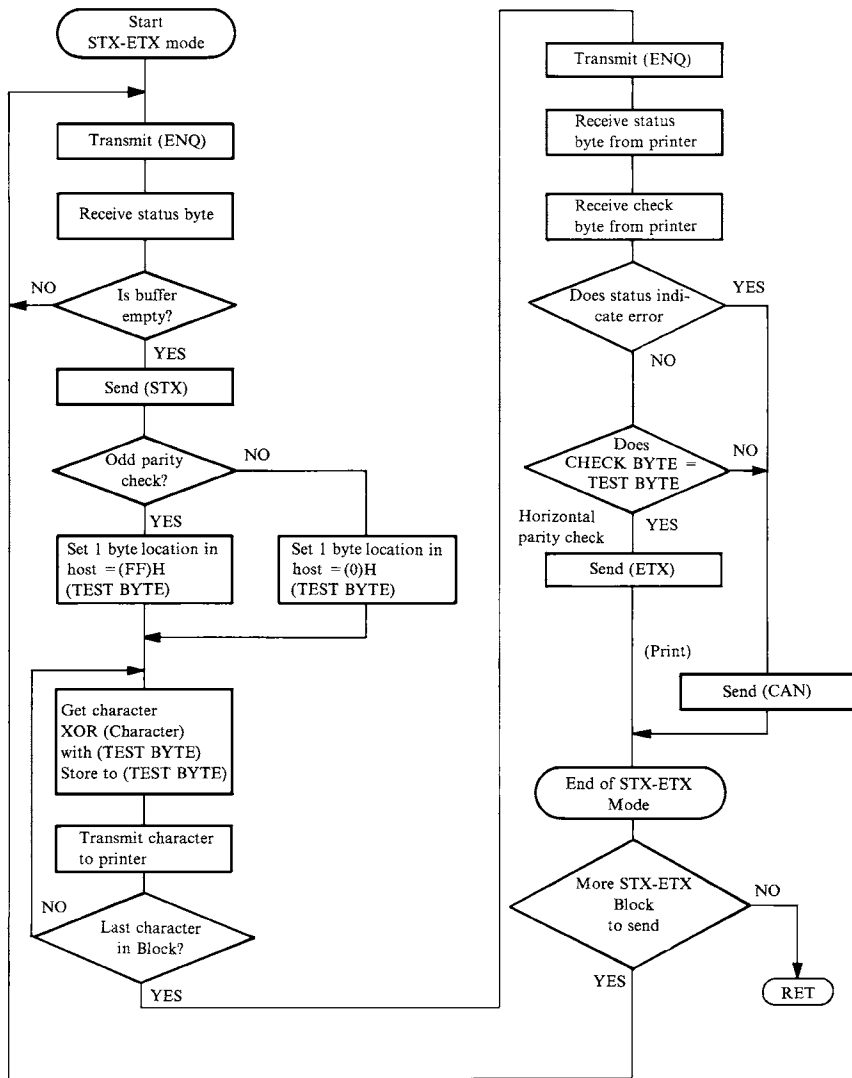 Start
STX-ETX mode
Transmit (ENQ)
Receive status byte
NO
Is buffer
empty?
YES
Send (STX)
Odd parity
check?
NO
YES
Set 1 byte location in
host = (FF)H
(TEST BYTE)
Set 1 byte location in
host = (0)H
(TEST BYTE)
Get character
XOR (Character)
with (TEST BYTE)
Store to (TEST BYTE)
Transmit character
to printer
NO
Last character
in Block?
YES
Transmit (ENQ)
Receive status
byte from printer
Receive check
byte from printer
Does status indi-
cate error
YES
NO
Does
CHECK BYTE =
TEST BYTE
NO
Horizontal
parity check
YES
Send (ETX)
(Print)
Send (CAN)
End of STX-ETX
Mode
More STX-ETX
Block
to send
NO
YES
RET